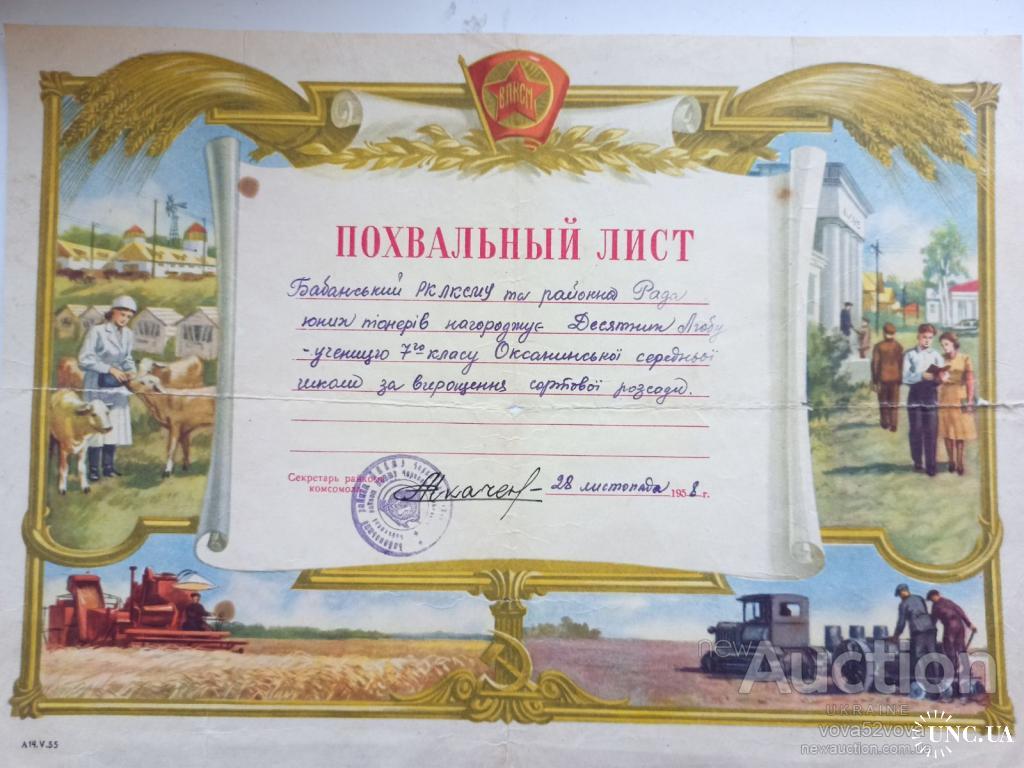 ВЛКСМ
ПОХВАЛЬНЫЙ ЛИСТ
Бабанський РКЛКСМУ та районна Рада
юних піонерів нагороджує Десятник Любу
-ученицю 7го класу Оксанинської середньої
школи за вирощення сортової розсади.
Секретарь райкома
комсомола
28 листопада 1958 г.
А14.V.55
new Auction
UKRAINE
vova52vova
newauction.com.ua
UNC.UA